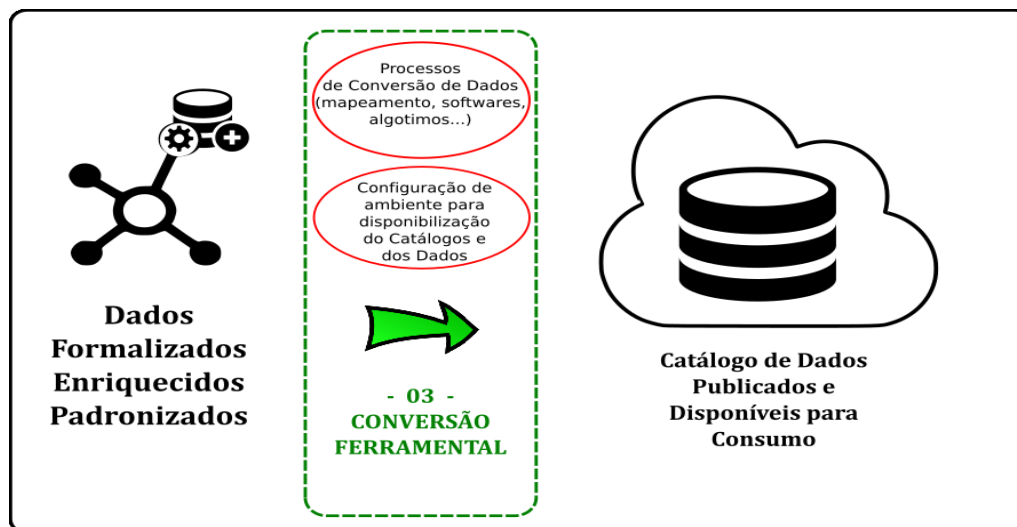 Dados
Formalizados
Enriquecidos
Padronizados
Processos
de Conversão de Dados
(mapeamento, softwares,
algotimos...)
Configuração de
ambiente para
disponibilização
do Catálogos e
dos Dados
- 03 -
CONVERSÃO
FERRAMENTAL
Catálogo de Dados
Publicados e
Disponíveis para
Consumo